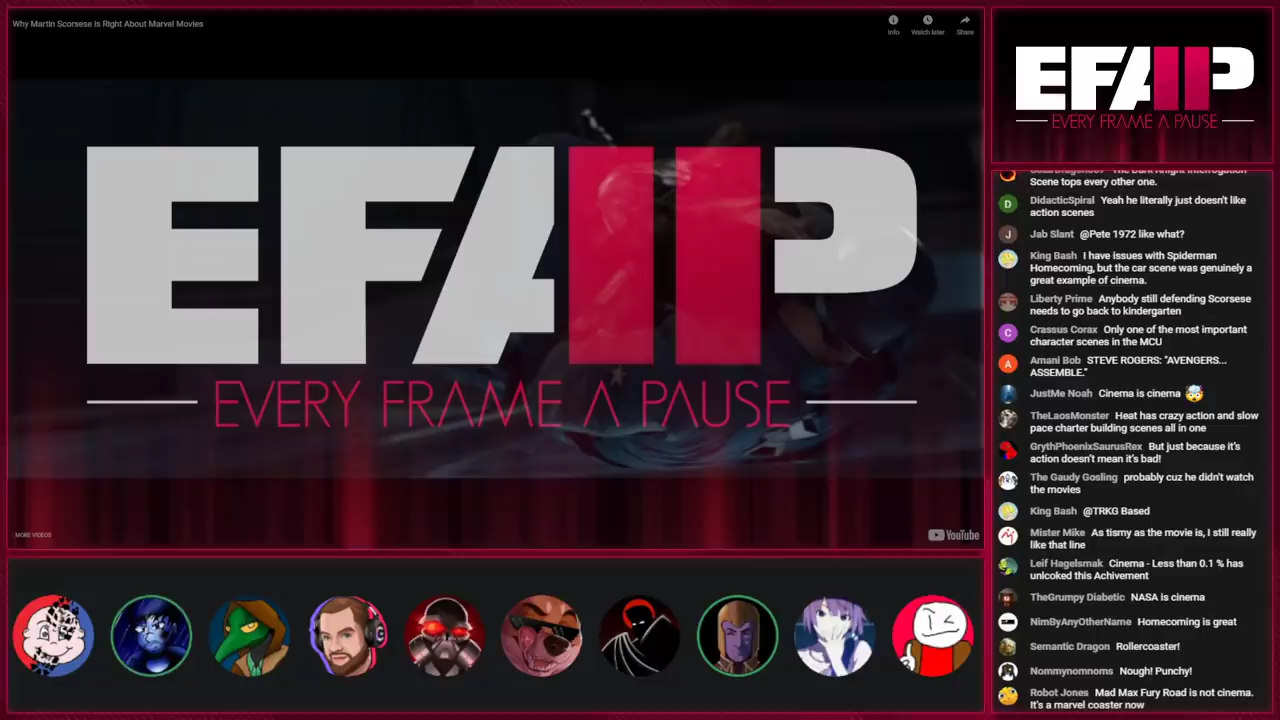 Why Martin Scorsese Is Right About Marvel Movies
Info
Watch later
Share
EFAP
EVERY FRAME A PAUSE
MORE VIDEOS
YouTube
EFAP
EVERY FRAME A PAUSE
Scene tops every other one.
DidacticSpiral Yeah he literally just doesn't like
action scenes
Jab Slant @Pete 1972 like what?
King Bash I have issues with Spiderman
Homecoming, but the car scene was genuinely a
great example of cinema.
Liberty Prime Anybody still defending Scorsese
needs to go back to kindergarten
Crassus Corax Only one of the most important
character scenes in the MCU
Amani Bob STEVE ROGERS: "AVENGERS...
ASSEMBLE."
JustMe Noah Cinema is cinema
TheLaosMonster Heat has crazy action and slow
pace charter building scenes all in one
GrythPhoenixSaurusRex But just because it's
action doesn't mean it's bad!
The Gaudy Gosling probably cuz he didn't watch
the movies
King Bash @TRKG Based
Mister Mike As tismy as the movie is, I still really
like that line
Leif Hagelsmak Cinema - Less than 0.1 % has
unlcoked this Achivement
TheGrumpy Diabetic NASA is cinema
NimByAnyOtherName Homecoming is great
Semantic Dragon Rollercoaster!
Nommynomnoms Nough! Punchy!
Robot Jones Mad Max Fury Road is not cinema.
It's a marvel coaster now